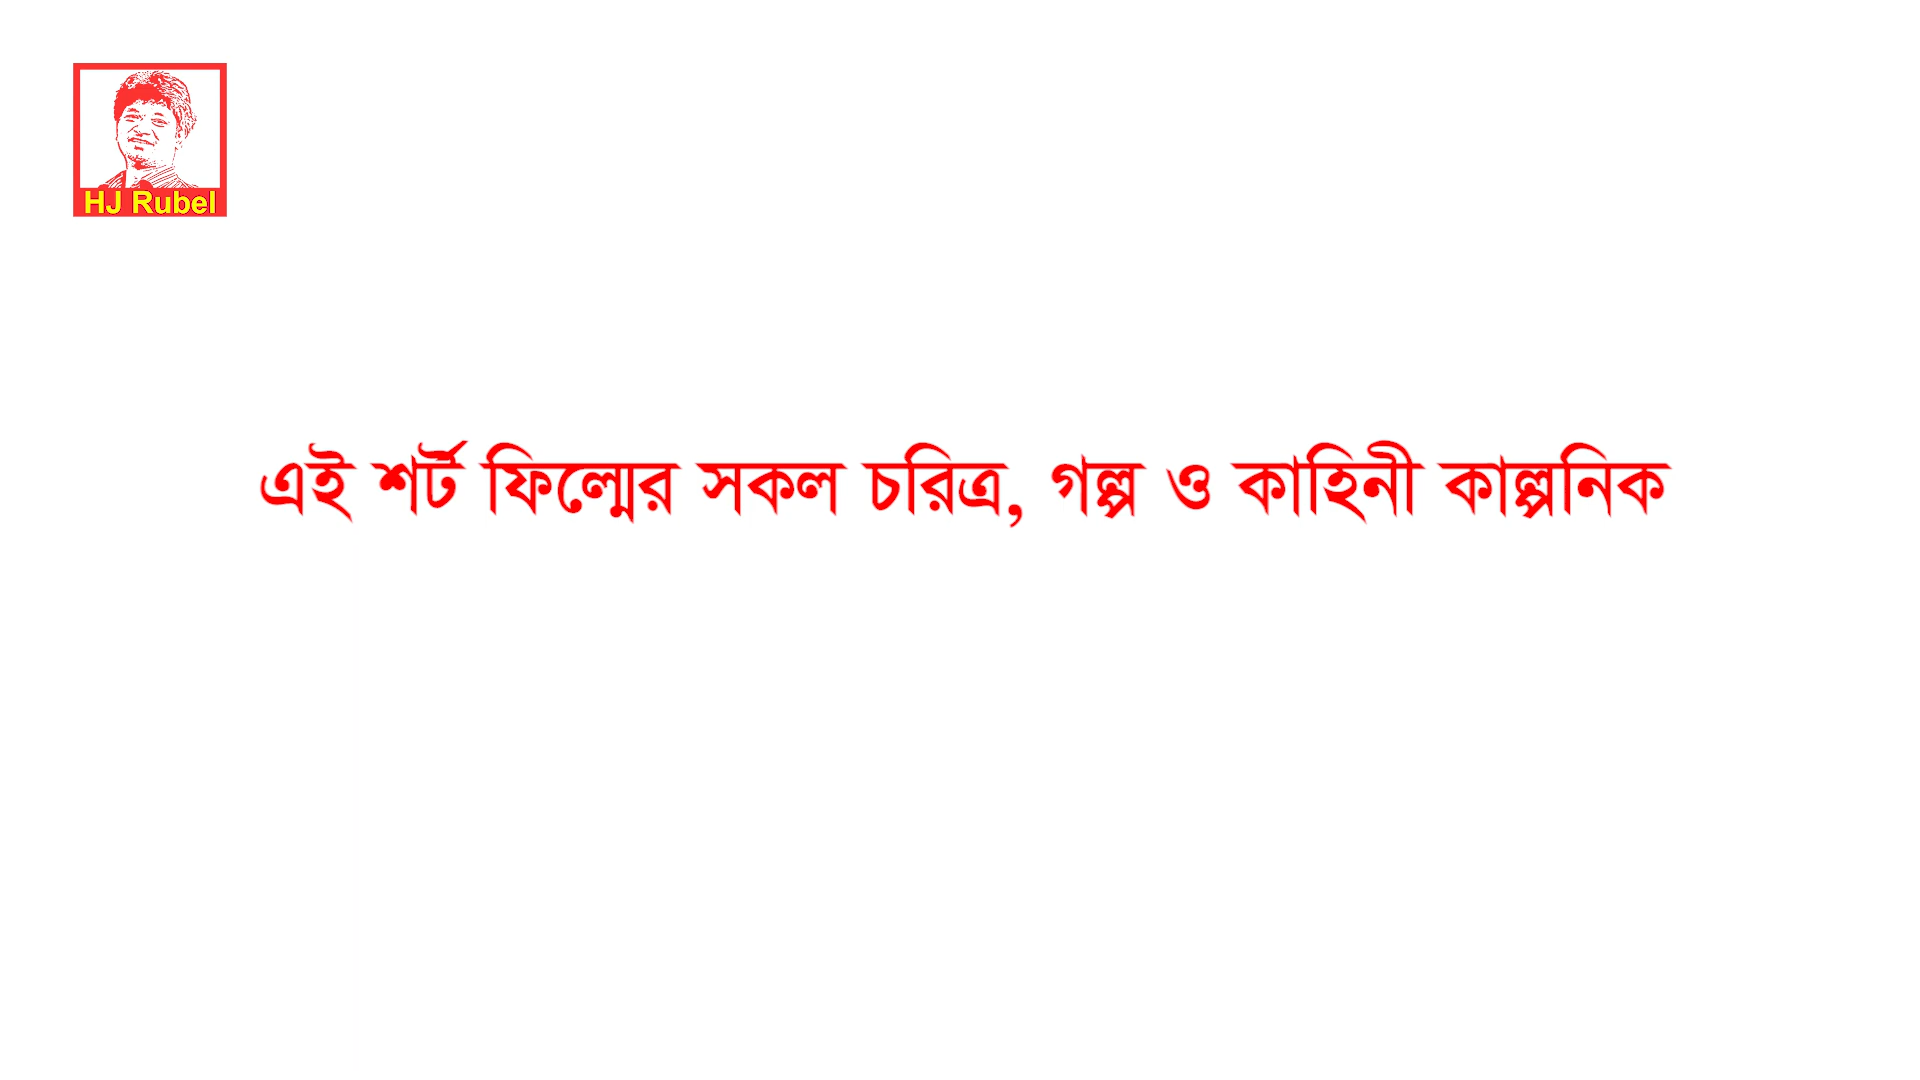 HJ Rubel
এই শর্ট ফিল্মের সকল চরিত্র, গল্প ও কাহিনী কাল্পনিক